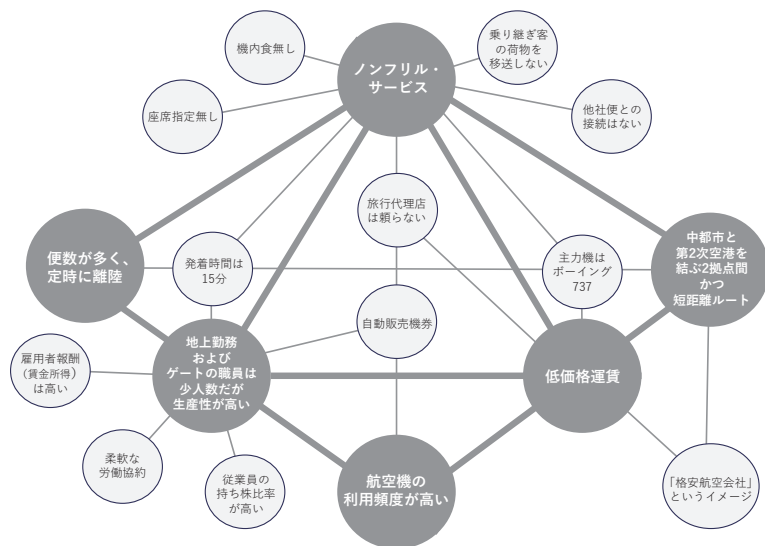 機内食無し
乗り継ぎ客
の荷物を
移送しない
ノンフリル・
サービス
座席指定無し
他社便との
接続はない
旅行代理店
は頼らない
便数が多く、
定時に離陸
発着時間は
15分
主力機は
ボーイング
737
中都市と
第2次空港を
結ぶ2拠点間
かつ
短距離ルート
自動販売機券
地上勤務
および
ゲートの職員は
少人数だが
生産性が高い
低価格運賃
雇用者報酬
(賃金所得)
は高い
柔軟な
労働協約
従業員の
持ち株比率
が高い
航空機の
利用頻度が高い
「格安航空会社」
というイメージ